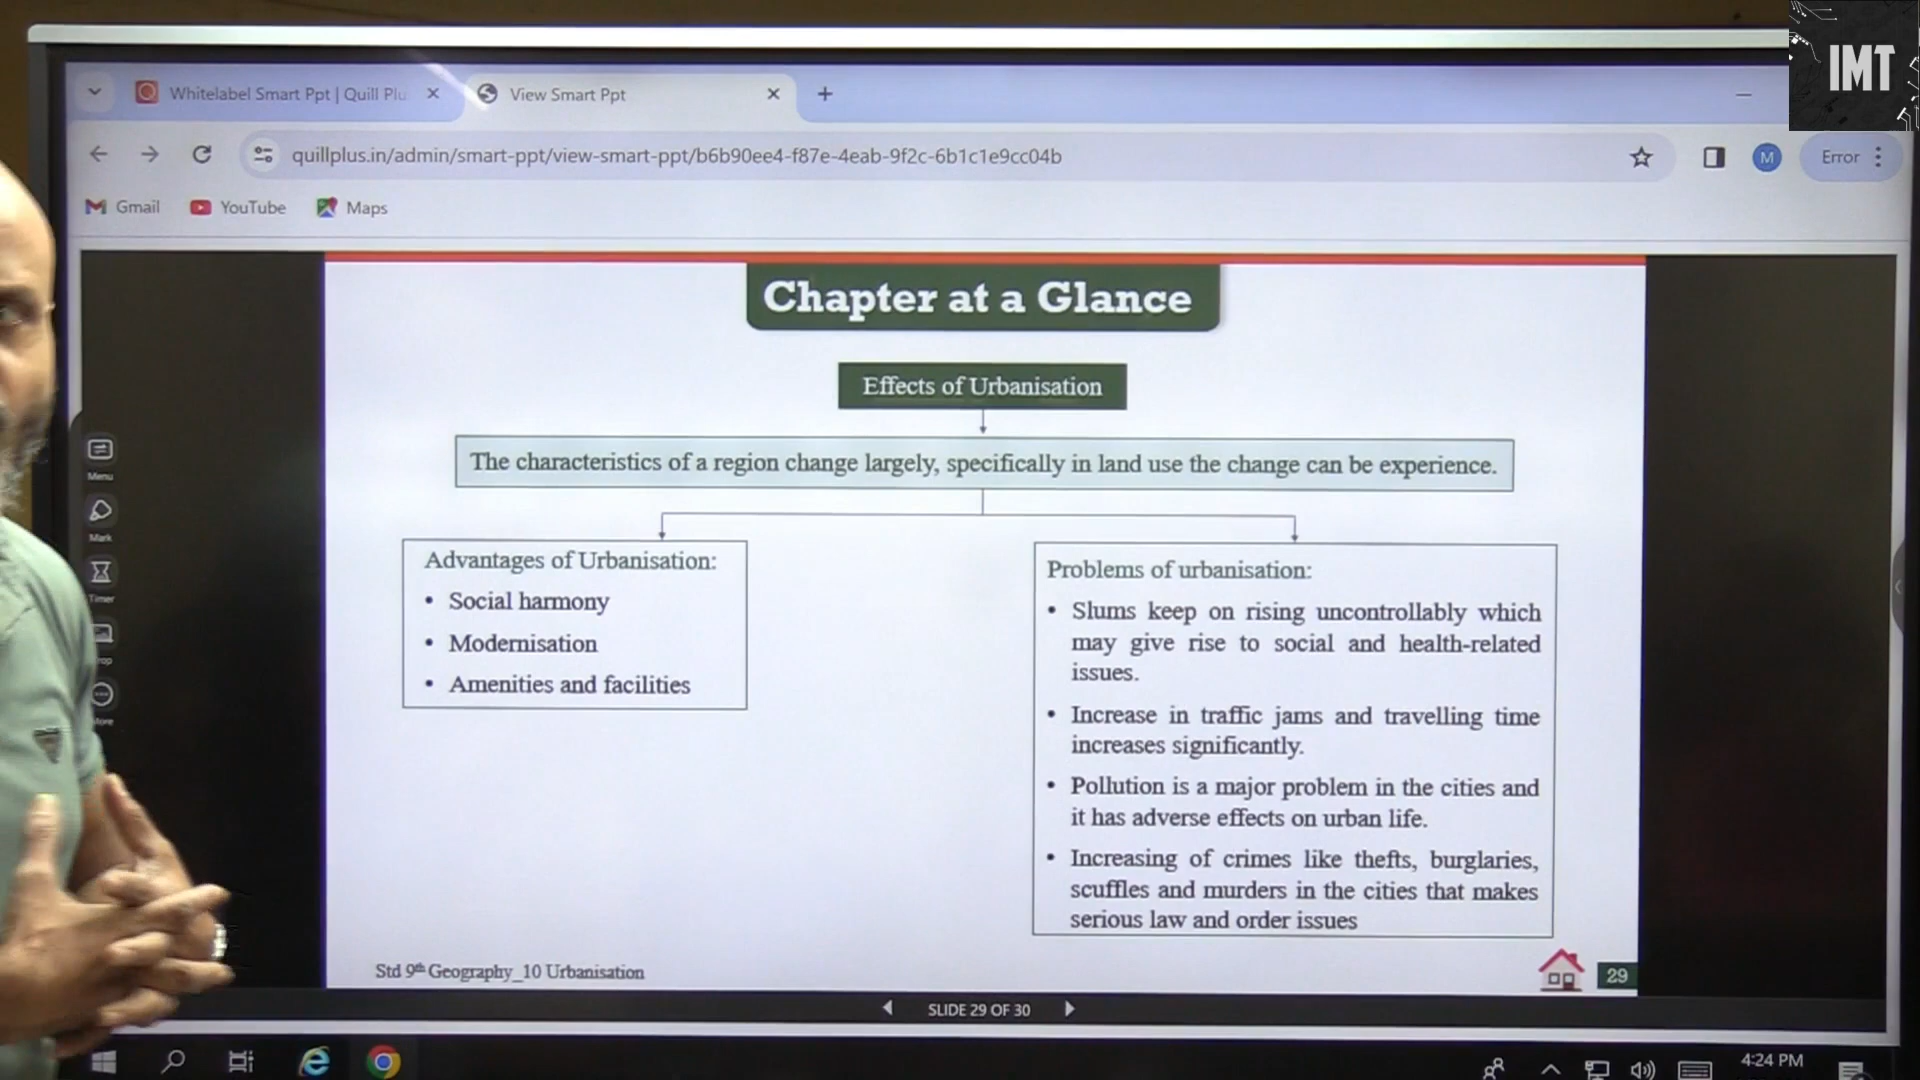 IMT
Whitelabel Smart Ppt | Quill Plu
View Smart Ppt
quillplus.in/admin/smart-ppt/view-smart-ppt/b6b90ee4-f87e-4eab-9f2c-6b1c1e9cc04b
M
Error
Gmail
YouTube
Maps
Chapter at a Glance
Effects of Urbanisation
The characteristics of a region change largely, specifically in land use the change can be experience.
Menu
Mark
Timer
Advantages of Urbanisation:
• Social harmony
• Modernisation
• Amenities and facilities
Problems of urbanisation:
• Slums keep on rising uncontrollably which
may give rise to social and health-related
issues.
• Increase in traffic jams and travelling time
increases significantly.
• Pollution is a major problem in the cities and
it has adverse effects on urban life.
• Increasing of crimes like thefts, burglaries,
scuffles and murders in the cities that makes
serious law and order issues
Std 9th Geography_10 Urbanisation
29
SLIDE 29 OF 30
4:24 PM